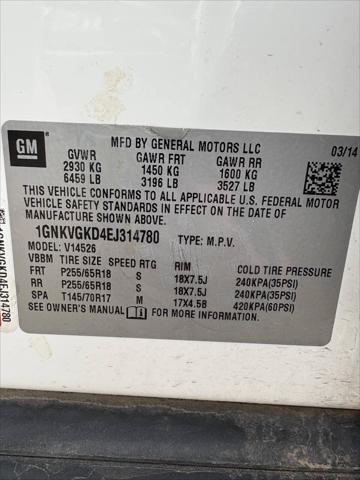 GM
MFD BY GENERAL MOTORS LLC 03/14
GVWR GAWR FRT GAWR RR
2930 KG 1450 KG 1600 KG
6459 LB 3196 LB 3527 LB
THIS VEHICLE CONFORMS TO ALL APPLICABLE U.S. FEDERAL MOTOR
VEHICLE SAFETY AND THEFT PREVENTION STANDARDS IN EFFECT
ON THE DATE OF MANUFACTURE SHOWN ABOVE.
1GNKVGKD4EJ314780 TYPE: M.P.V.
MODEL: V14526
VBBM TIRE SIZE SPEED RTG RIM COLD TIRE PRESSURE
FRT P255/65R18 S 18X7.5J 240KPA(35PSI)
RR P255/65R18 S 18X7.5J 240KPA(35PSI)
SPA T145/70R17 M 17X4.5B 420KPA(60PSI)
SEE OWNER'S MANUAL FOR MORE INFORMATION.
1GNKVGKD4EJ314780